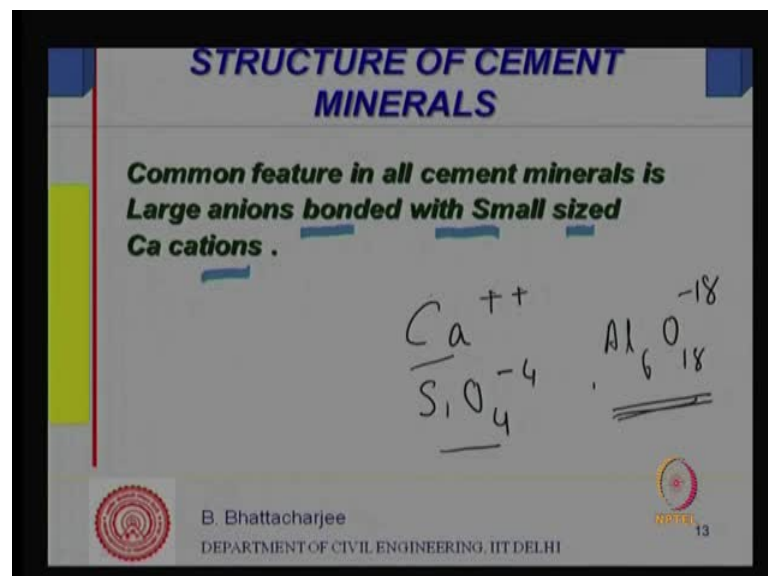 STRUCTURE OF CEMENT
MINERALS
Common feature in all cement minerals is
Large anions bonded with Small sized
Ca cations .
Ca++
SiO4-4
Al6O18-18
B. Bhattacharjee
DEPARTMENT OF CIVIL ENGINEERING, IIT DELHI
NPTEL
13